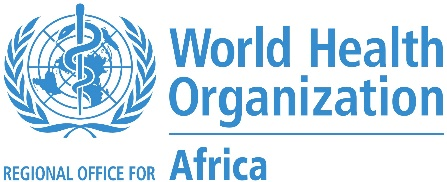 World Health
Organization
REGIONAL OFFICE FOR Africa